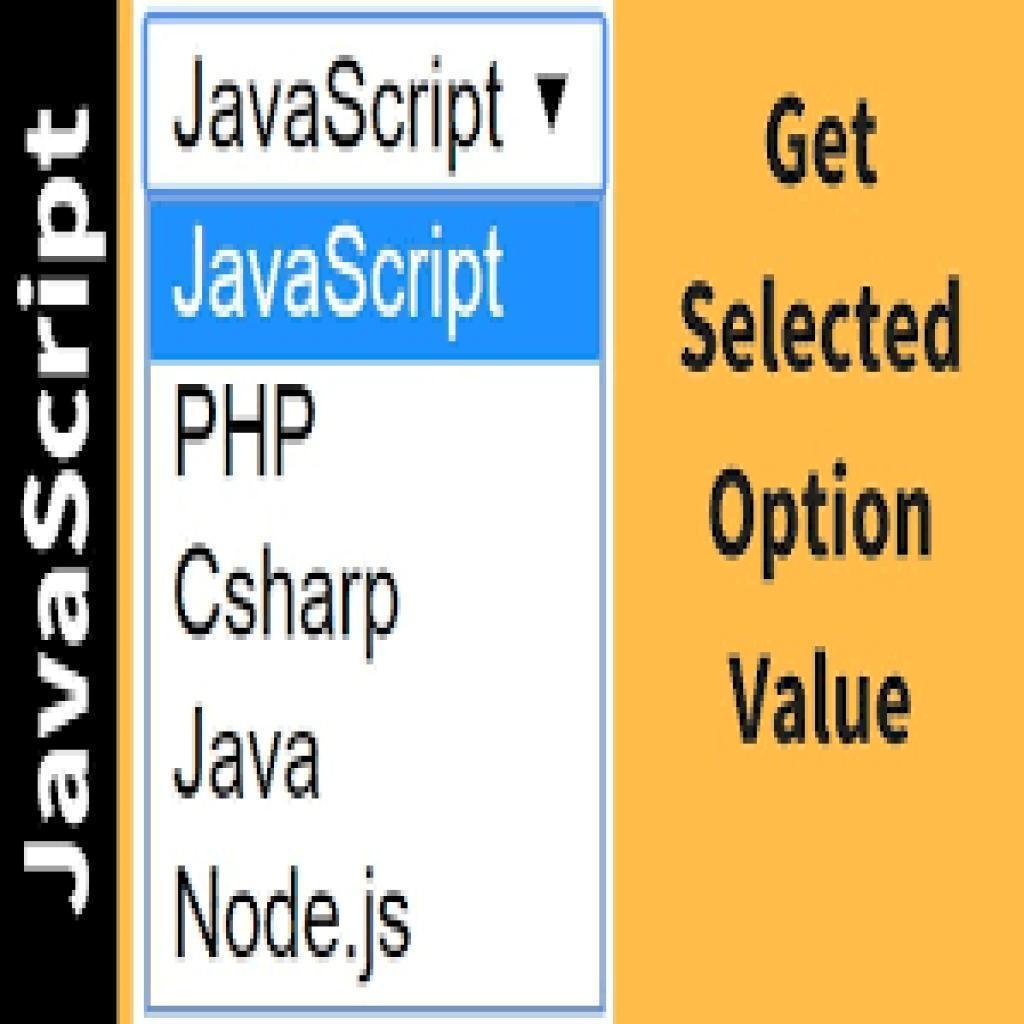 JavaScript
JavaScript ▼
JavaScript
PHP
Csharp
Java
Node.js
Get
Selected
Option
Value